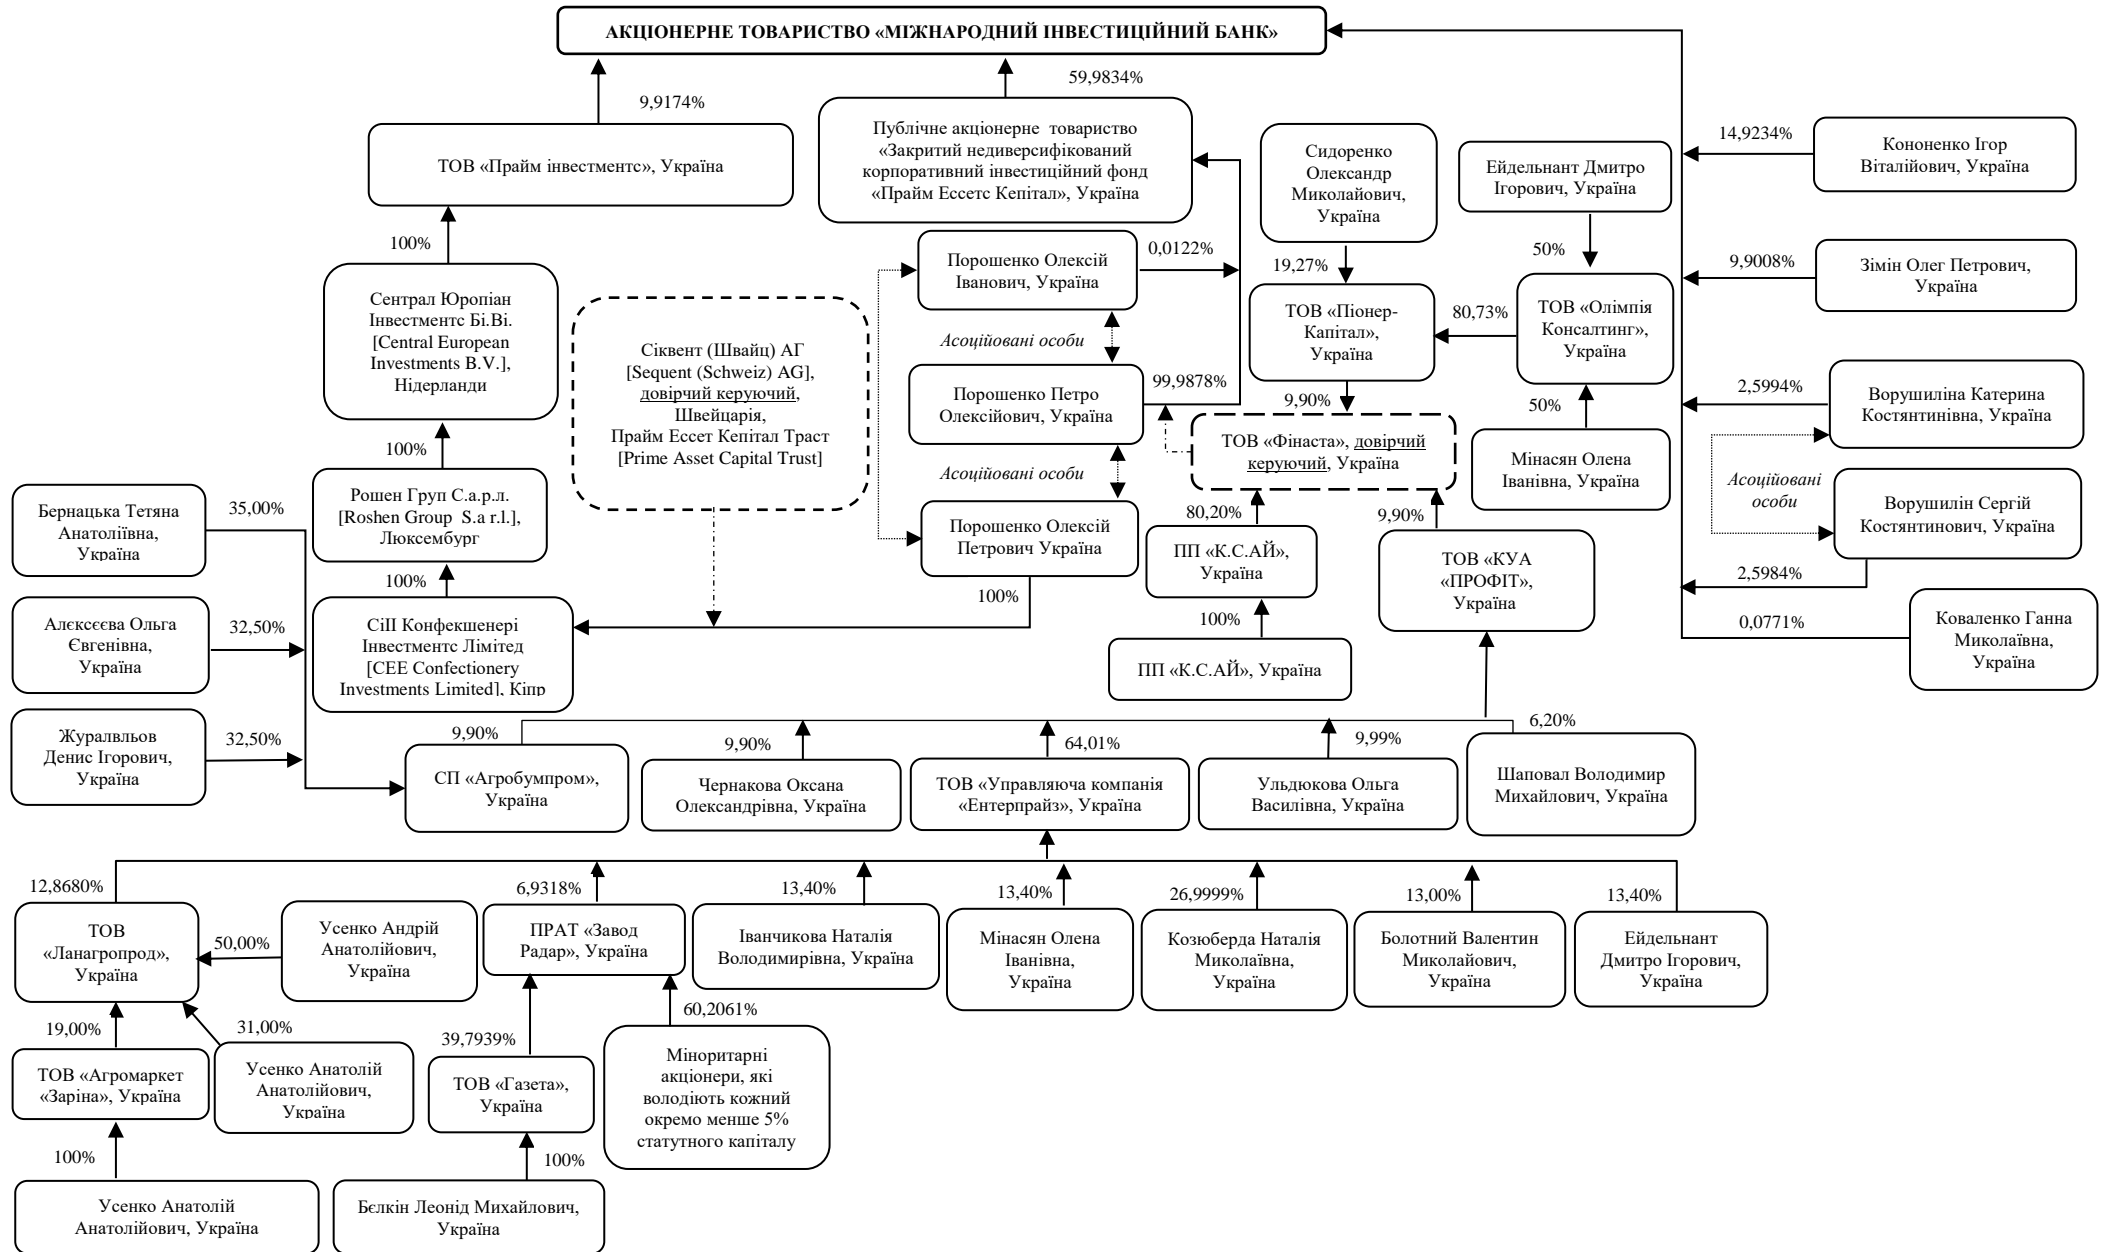 АКЦІОНЕРНЕ ТОВАРИСТВО «МІЖНАРОДНИЙ ІНВЕСТИЦІЙНИЙ БАНК»
9,9174%
59,9834%
ТОВ «Прайм інвестментс», Україна
Публічне акціонерне товариство
«Закритий недиверсифікований
корпоративний інвестиційний фонд
«Прайм Ессетс Кепітал», Україна
Сидоренко
Олександр
Миколайович,
Україна
Ейдельнант Дмитро
Ігорович, Україна
14,9234%
Кононенко Ігор
Віталійович, Україна
100%
Порошенко Олексій
Іванович, Україна
0,0122%
19,27%
50%
9,9008%
Зімін Олег Петрович,
Україна
Сентрал Юропіан
Інвестментс Бі.Ві.
[Central European
Investments B.V.],
Нідерланди
Сіквент (Швайц) АГ
[Sequent (Schweiz) AG],
довірчий керуючий,
Швейцарія,
Прайм Ессет Кепітал Траст
[Prime Asset Capital Trust]
Асоційовані особи
ТОВ «Піонер-
Капітал»,
Україна
80,73%
ТОВ «Олімпія
Консалтинг»,
Україна
Порошенко Петро
Олексійович, Україна
99,9878%
9,90%
50%
2,5994%
Ворушиліна Катерина
Костянтинівна, Україна
100%
Асоційовані особи
ТОВ «Фінаста», довірчий
керуючий, Україна
Мінасян Олена
Іванівна, Україна
Асоційовані
особи
Бернацька Тетяна
Анатоліївна,
Україна
35,00%
Рошен Груп С.а.р.л.
[Roshen Group S.a r.l.],
Люксембург
Порошенко Олексій
Петрович Україна
80,20%
9,90%
Ворушилін Сергій
Костянтинович, Україна
ПП «К.С.АЙ»,
Україна
ТОВ «КУА
«ПРОФІТ»,
Україна
100%
100%
2,5984%
Алєксєєва Ольга
Євгенівна,
Україна
32,50%
СіІІ Конфекшенері
Інвестментс Лімітед
[CEE Confectionery
Investments Limited], Кіпр
100%
0,0771%
Коваленко Ганна
Миколаївна,
Україна
ПП «К.С.АЙ», Україна
Журалвльов
Денис Ігорович,
Україна
32,50%
9,90%
9,90%
64,01%
9,99%
6,20%
СП «Агробумпром»,
Україна
Чернакова Оксана
Олександрівна, Україна
ТОВ «Управляюча компанія
«Ентерпрайз», Україна
Ульдюкова Ольга
Василівна, Україна
Шаповал Володимир
Михайлович, Україна
12,8680%
6,9318%
13,40%
13,40%
26,9999%
13,00%
13,40%
ТОВ
«Ланагропрод»,
Україна
50,00%
Усенко Андрій
Анатолійович,
Україна
ПРАТ «Завод
Радар», Україна
Іванчикова Наталія
Володимирівна, Україна
Мінасян Олена
Іванівна,
Україна
Козюберда Наталія
Миколаївна,
Україна
Болотний Валентин
Миколайович,
Україна
Ейдельнант
Дмитро Ігорович,
Україна
19,00%
31,00%
39,7939%
60,2061%
ТОВ «Агромаркет
«Заріна», Україна
Усенко Анатолій
Анатолійович,
Україна
ТОВ «Газета»,
Україна
Міноритарні
акціонери, які
володіють кожний
окремо менше 5%
статутного капіталу
100%
100%
Усенко Анатолій
Анатолійович, Україна
Бєлкін Леонід Михайлович,
Україна